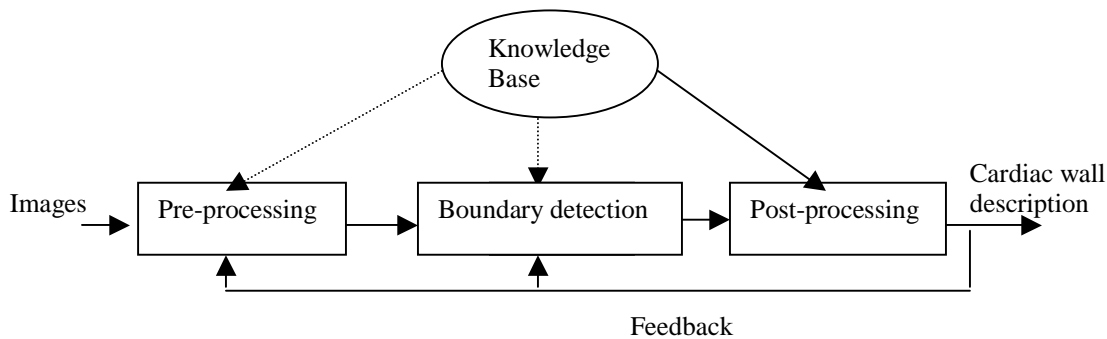 Knowledge
Base
Images
Pre-processing
Boundary detection
Post-processing
Cardiac wall
description
Feedback